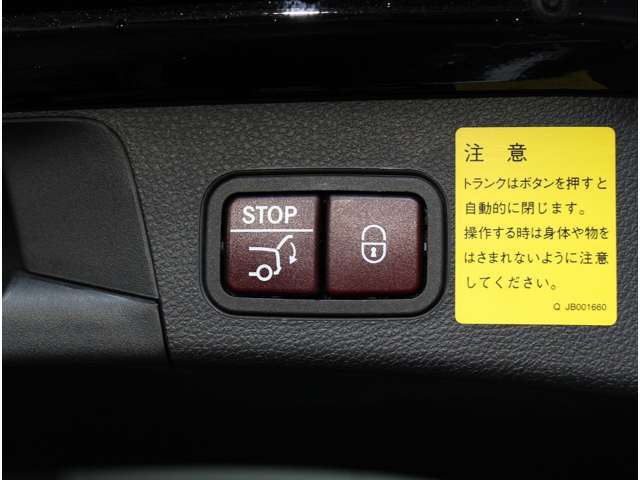 STOP
注 意
トランクはボタンを押すと
自動的に閉じます。
操作する時は身体や物を
はさまれないように注意
してください。
Q JB001660